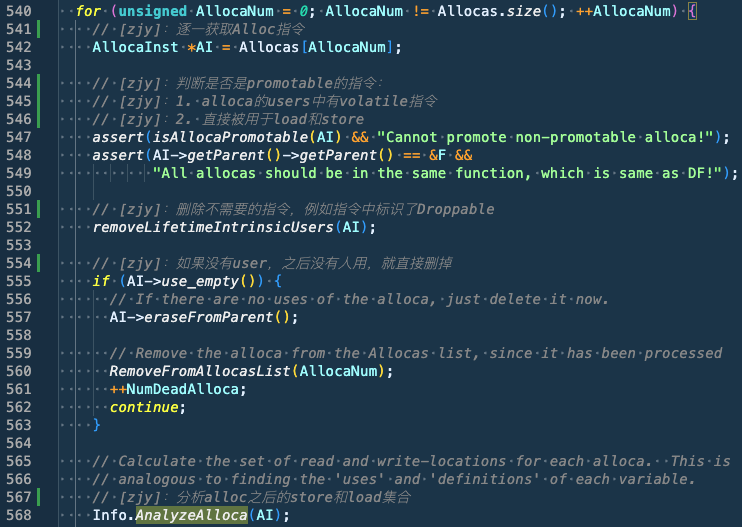 540 for (unsigned AllocaNum = 0; AllocaNum != Allocas.size(); ++AllocaNum) {
541 // [zjy]: 逐一获取Alloc指令
542 AllocaInst *AI = Allocas[AllocaNum];
543
544 // [zjy]: 判断是否是promotable的指令:
545 // [zjy]: 1. alloca的users中有volatile指令
546 // [zjy]: 2. 直接被用于load和store
547 assert(isAllocaPromotable(AI) && "Cannot promote non-promotable alloca!");
548 assert(AI->getParent()->getParent() == &F &&
549 "All allocas should be in the same function, which is same as DF!");
550
551 // [zjy]: 删除不需要的指令，例如指令中标识了Droppable
552 removeLifetimeIntrinsicUsers(AI);
553
554 // [zjy]: 如果没有user，之后没有人用，就直接删掉
555 if (AI->use_empty()) {
556 // If there are no uses of the alloca, just delete it now.
557 AI->eraseFromParent();
558
559 // Remove the alloca from the Allocas list, since it has been processed
560 RemoveFromAllocasList(AllocaNum);
561 ++NumDeadAlloca;
562 continue;
563 }
564
565 // Calculate the set of read and write-locations for each alloca. This is
566 // analogous to finding the 'uses' and 'definitions' of each variable.
567 // [zjy]: 分析alloc之后的store和load集合
568 Info.AnalyzeAlloca(AI);